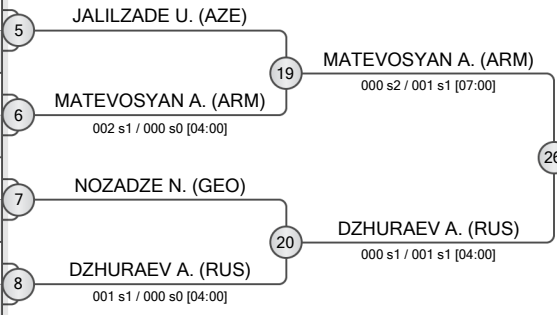 JALILZADE U. (AZE)
5
19
MATEVOSYAN A. (ARM)
000 s2 / 001 s1 [07:00]
MATEVOSYAN A. (ARM)
6
002 s1 / 000 s0 [04:00]
26
NOZADZE N. (GEO)
7
20
DZHURAEV A. (RUS)
000 s1 / 001 s1 [04:00]
DZHURAEV A. (RUS)
8
001 s1 / 000 s0 [04:00]